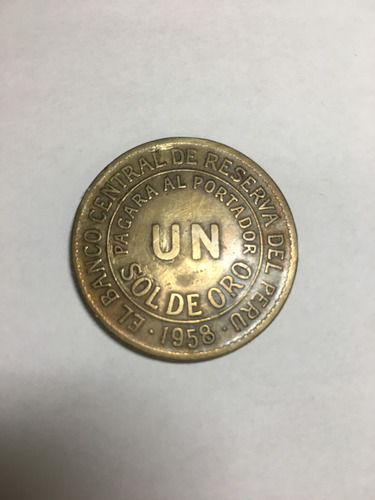 EL BANCO CENTRAL DE RESERVA DEL PERU
PAGARA AL PORTADOR
UN
SOL DE ORO
· 1958 ·